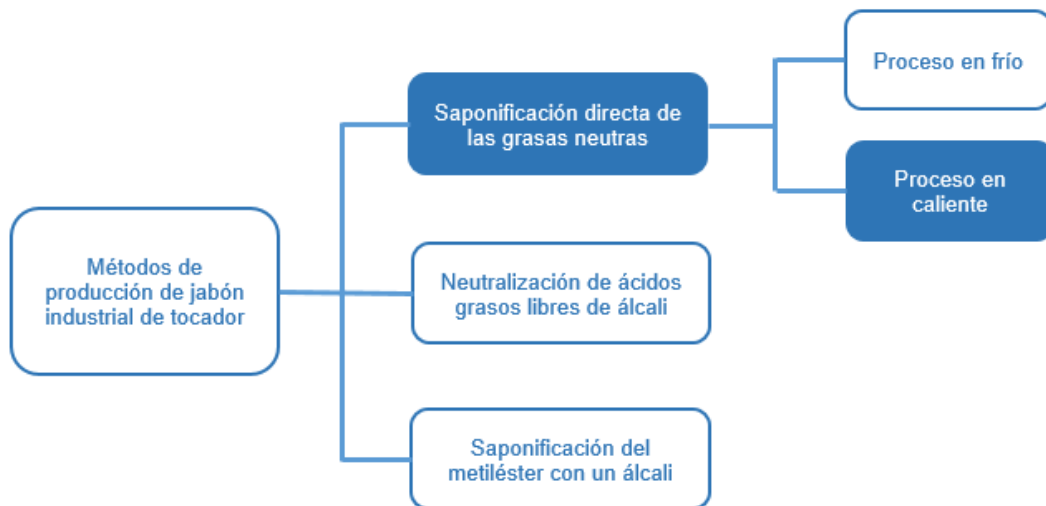 Métodos de
producción de jabón
industrial de tocador
Saponificación directa de
las grasas neutras
Proceso en frío
Proceso en
caliente
Neutralización de ácidos
grasos libres de álcali
Saponificación del
metiléster con un álcali